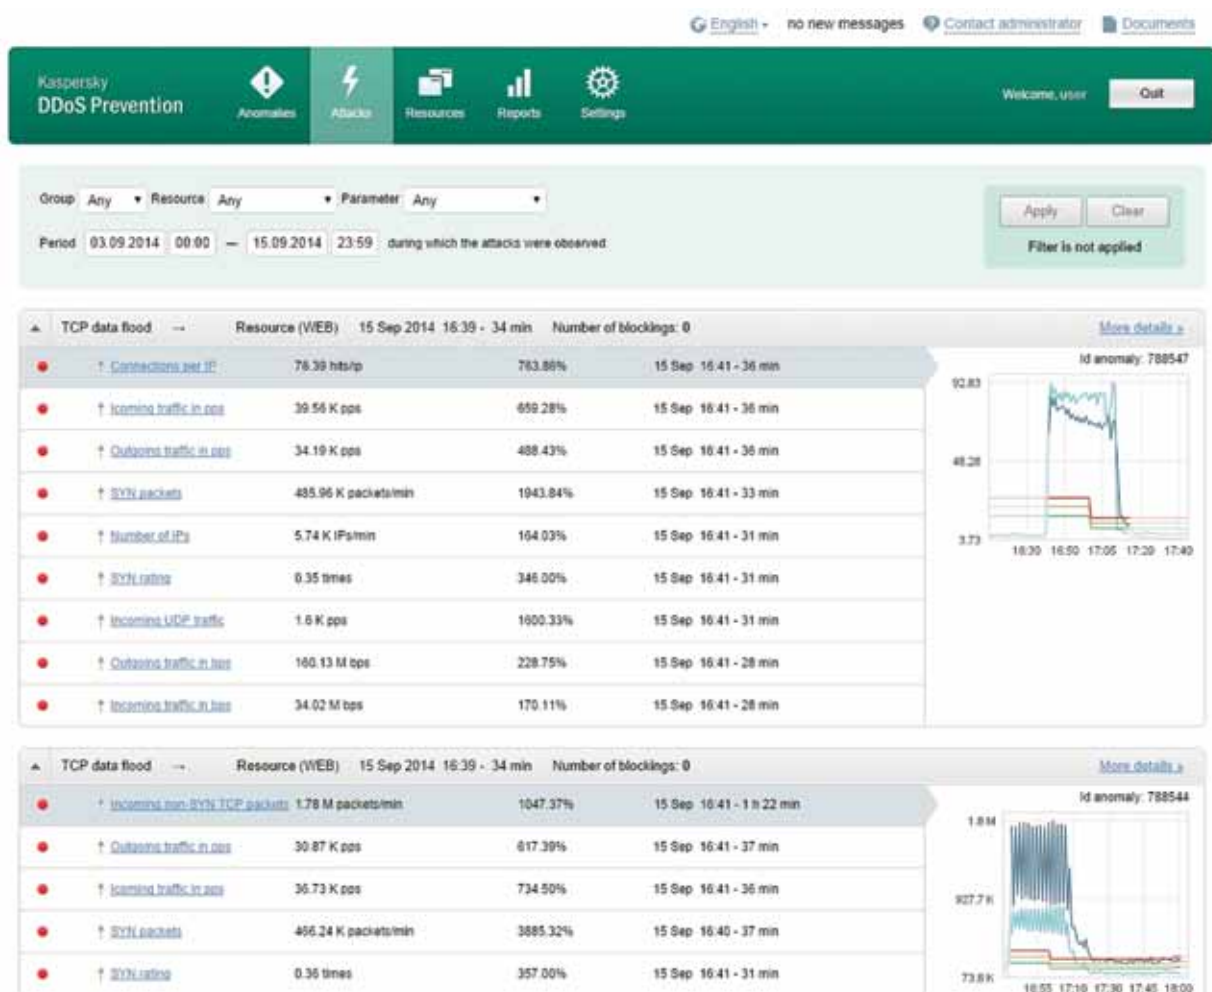 English no new messages Contact administrator Documents
Kaspersky
DDoS Prevention
Anomalies Attacks Resources Reports Settings
Welcome, user Quit
Group Any Resource Any Parameter Any
Apply Clear
Period 03.09.2014 00:00 — 15.09.2014 23:59 during which the attacks were observed
Filter is not applied
TCP data flood → Resource (WEB) 15 Sep 2014 16:39 - 34 min Number of blockings: 0 More details »
↑ Connections per IP 76.39 hits/ip 763.86% 15 Sep 16:41 - 36 min
↑ Icoming traffic in pps 39.56 K pps 659.28% 15 Sep 16:41 - 36 min
↑ Outgoing traffic in pps 34.19 K pps 488.43% 15 Sep 16:41 - 36 min
↑ SYN packets 485.96 K packets/min 1943.84% 15 Sep 16:41 - 33 min
↑ Number of IPs 5.74 K IPs/min 164.03% 15 Sep 16:41 - 31 min
↑ SYN rating 0.35 times 346.00% 15 Sep 16:41 - 31 min
↑ Incoming UDP traffic 1.6 K pps 1600.33% 15 Sep 16:41 - 31 min
↑ Outgoing traffic in bps 160.13 M bps 228.75% 15 Sep 16:41 - 28 min
↑ Incoming traffic in bps 34.02 M bps 170.11% 15 Sep 16:41 - 28 min
Id anomaly: 788547
92.83
48.28
3.73
16:30 16:50 17:05 17:20 17:40
TCP data flood → Resource (WEB) 15 Sep 2014 16:39 - 34 min Number of blockings: 0 More details »
↑ Incoming non-SYN TCP packets 1.78 M packets/min 1047.37% 15 Sep 16:41 - 1 h 22 min
↑ Outgoing traffic in pps 30.87 K pps 617.39% 15 Sep 16:41 - 37 min
↑ Icoming traffic in pps 36.73 K pps 734.50% 15 Sep 16:41 - 36 min
↑ SYN packets 466.24 K packets/min 3885.32% 15 Sep 16:40 - 37 min
↑ SYN rating 0.36 times 357.00% 15 Sep 16:41 - 31 min
Id anomaly: 788544
1.8 M
927.7 K
73.8 K
16:55 17:10 17:30 17:45 18:00